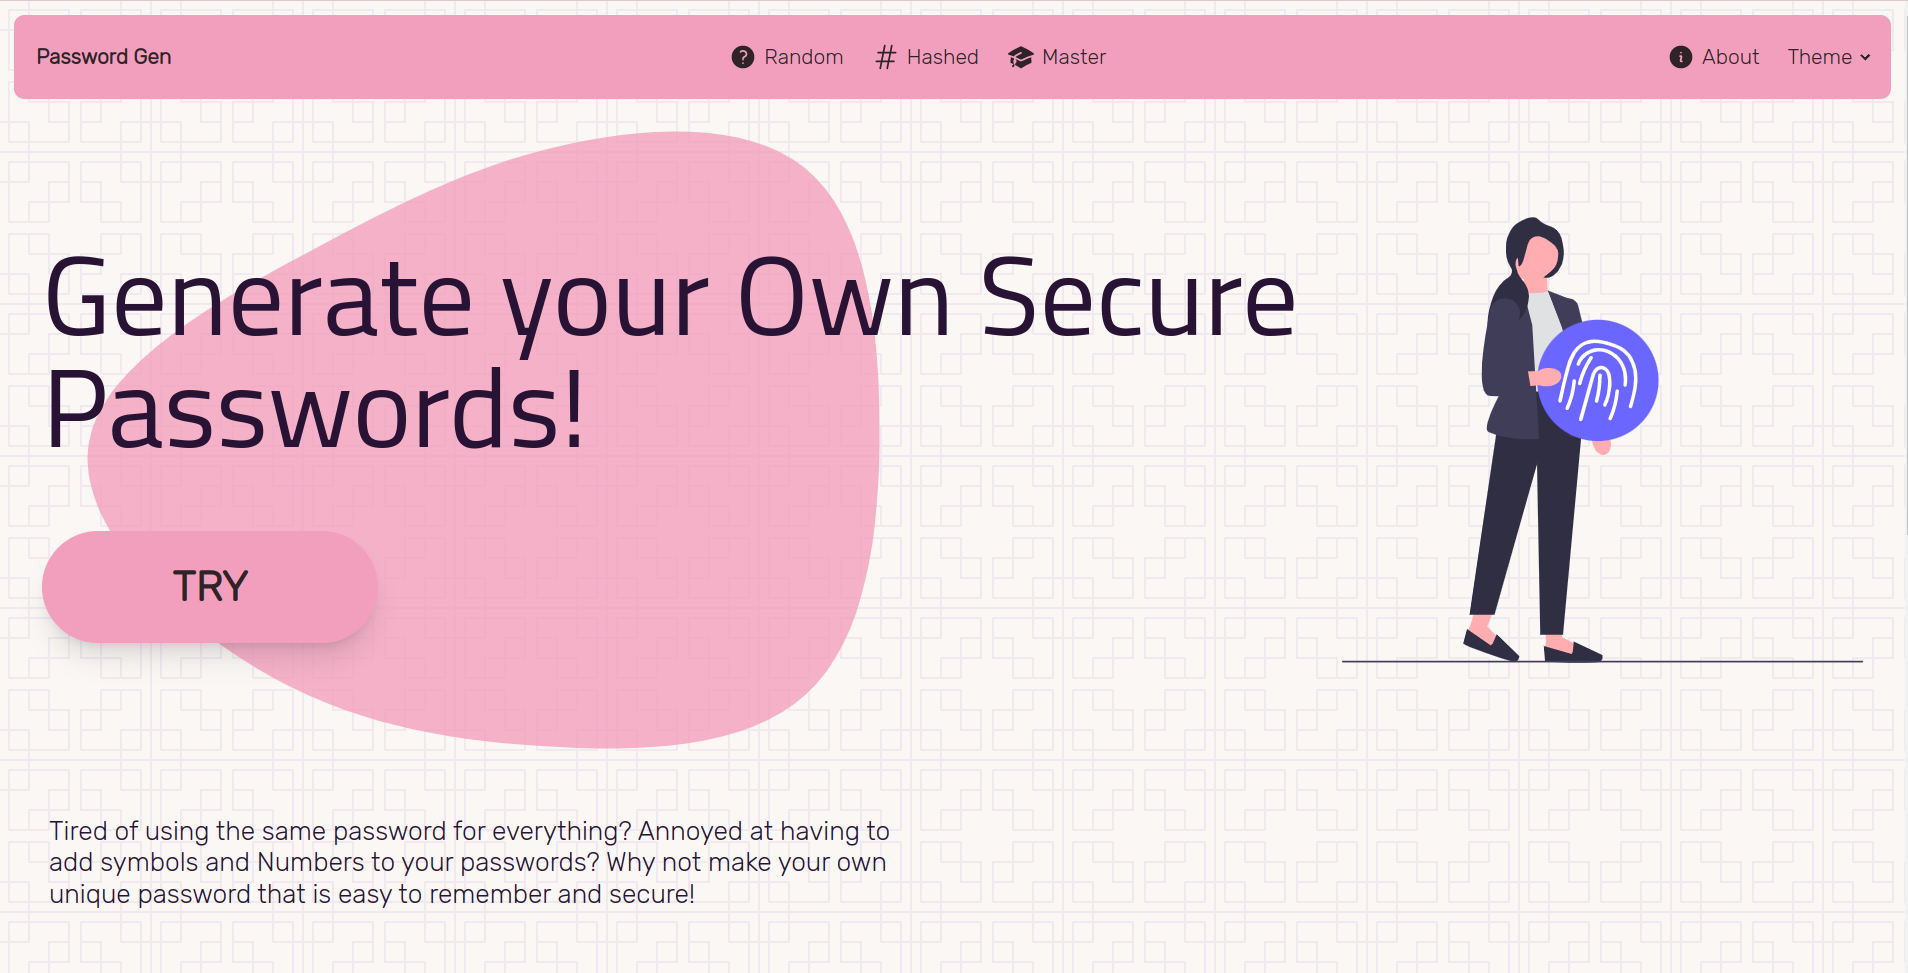 Password Gen
Random
Hashed
Master
About
Theme
Generate your Own Secure
Passwords!
TRY
Tired of using the same password for everything? Annoyed at having to
add symbols and Numbers to your passwords? Why not make your own
unique password that is easy to remember and secure!